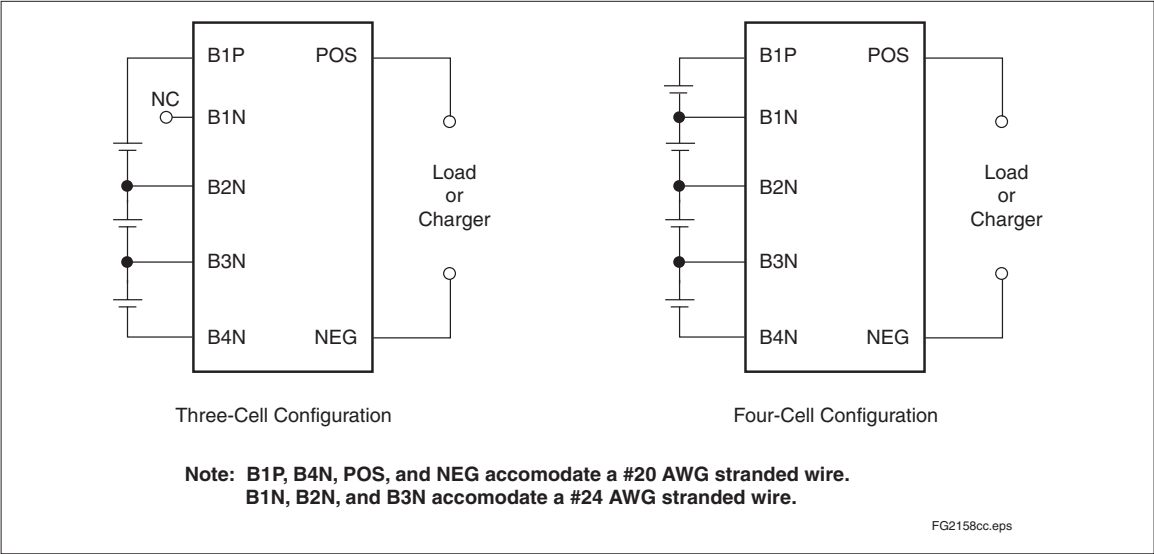 B1P POS
NC
B1N
B2N
Load
or
Charger
B3N
B4N NEG
Three-Cell Configuration
B1P POS
B1N
B2N
Load
or
Charger
B3N
B4N NEG
Four-Cell Configuration
Note: B1P, B4N, POS, and NEG accomodate a #20 AWG stranded wire.
B1N, B2N, and B3N accomodate a #24 AWG stranded wire.
FG2158cc.eps